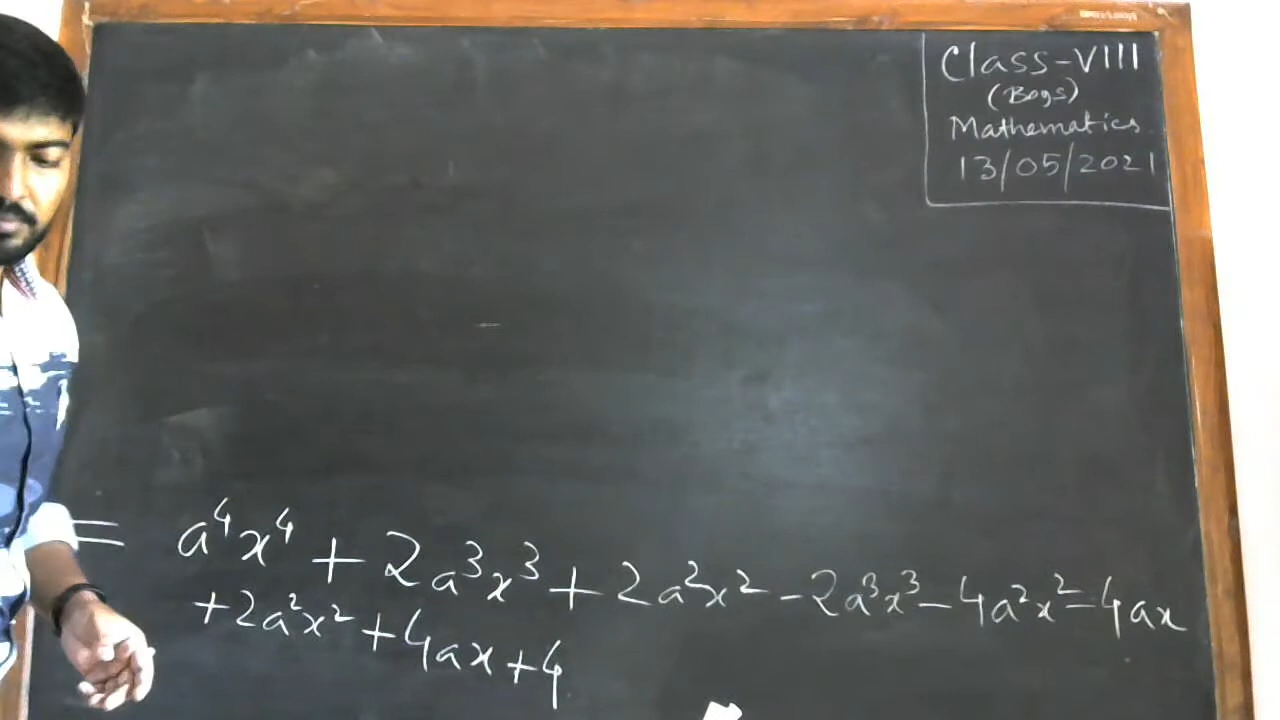 Class-VIII
(Boys)
Mathematics
13/05/2021
= a⁴x⁴ + 2a³x³ + 2a²x² - 2a³x³ - 4a²x² - 4ax
+ 2a²x² + 4ax + 4